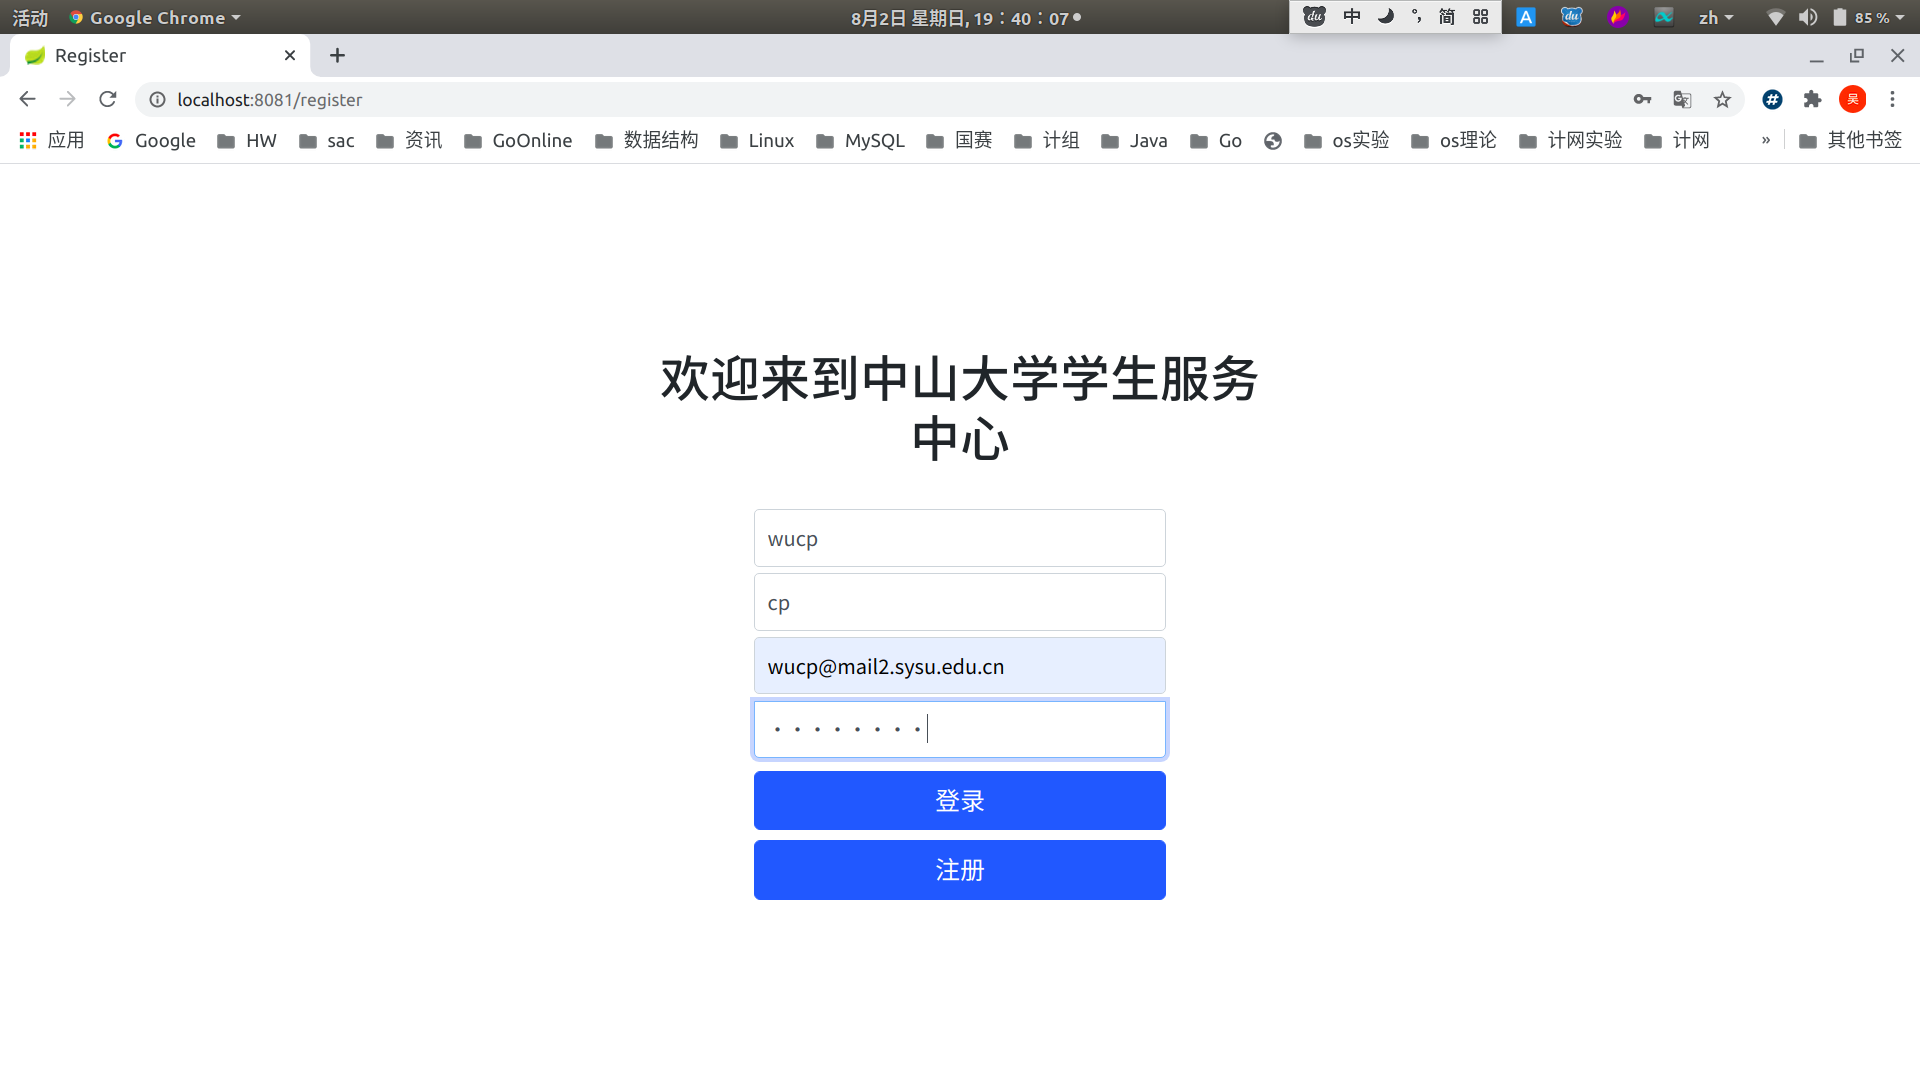 活动 Google Chrome 8月2日 星期日, 19：40：07 du 中 °, 简 A du zh 85 %
Register
localhost:8081/register # 吴
应用 Google HW sac 资讯 GoOnline 数据结构 Linux MySQL 国赛 计组 Java Go os实验 os理论 计网实验 计网 » 其他书签
欢迎来到中山大学学生服务
中心
wucp
cp
wucp@mail2.sysu.edu.cn
········
登录
注册